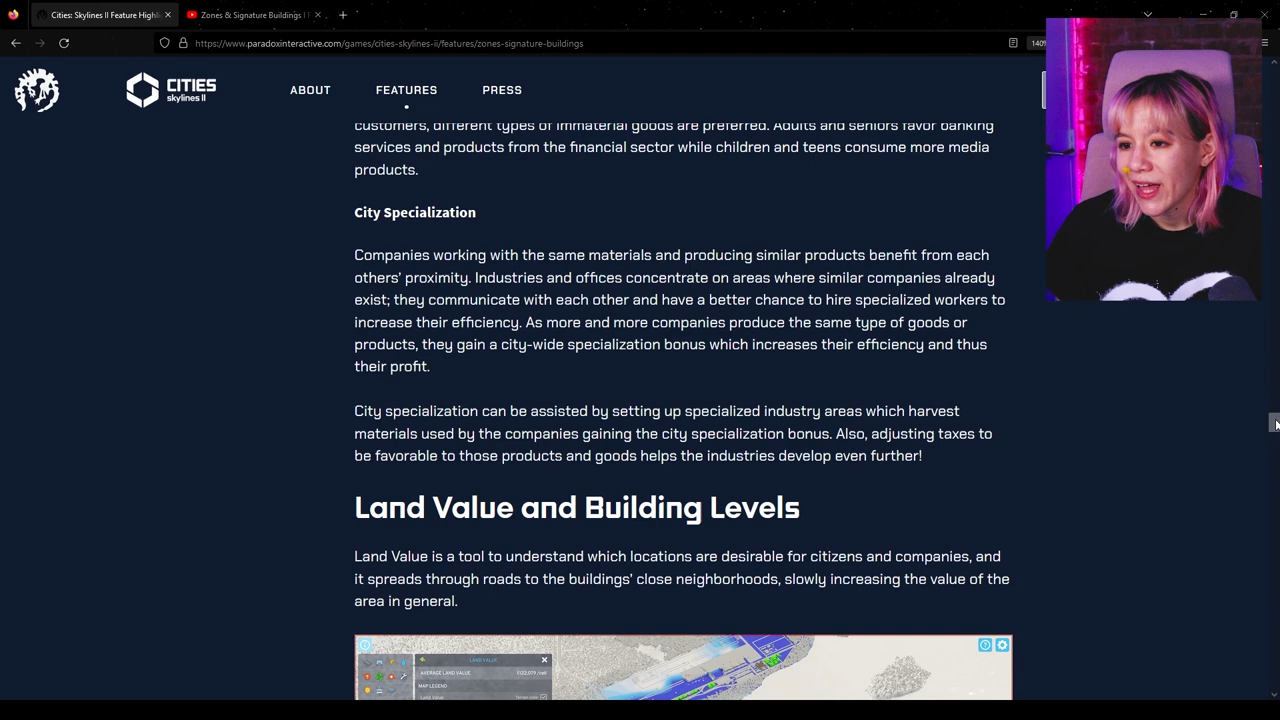 Cities: Skylines II Feature Highli
Zones & Signature Buildings I F
https://www.paradoxinteractive.com/games/cities-skylines-ii/features/zones-signature-buildings
140%
CITIES
skylines II
ABOUT
FEATURES
PRESS
customers, different types of immaterial goods are preferred. Adults and seniors favor banking
services and products from the financial sector while children and teens consume more media
products.
City Specialization
Companies working with the same materials and producing similar products benefit from each
others' proximity. Industries and offices concentrate on areas where similar companies already
exist; they communicate with each other and have a better chance to hire specialized workers to
increase their efficiency. As more and more companies produce the same type of goods or
products, they gain a city-wide specialization bonus which increases their efficiency and thus
their profit.
City specialization can be assisted by setting up specialized industry areas which harvest
materials used by the companies gaining the city specialization bonus. Also, adjusting taxes to
be favorable to those products and goods helps the industries develop even further!
Land Value and Building Levels
Land Value is a tool to understand which locations are desirable for citizens and companies, and
it spreads through roads to the buildings' close neighborhoods, slowly increasing the value of the
area in general.
LAND VALUE
AVERAGE LAND VALUE
MAP LEGEND
Land Value